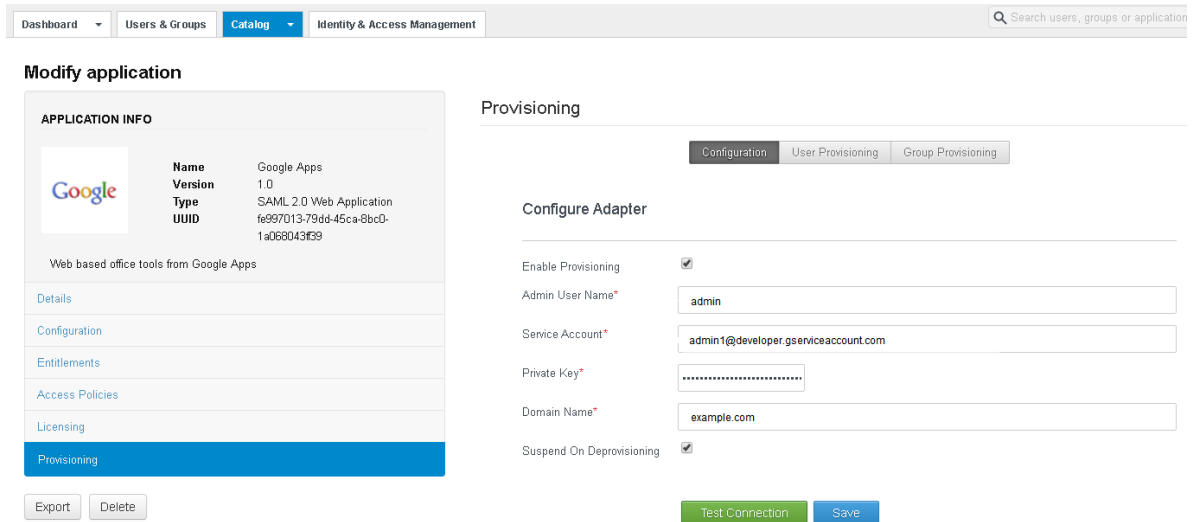 Dashboard Users & Groups Catalog Identity & Access Management Search users, groups or application
Modify application
APPLICATION INFO
Google
Name Google Apps
Version 1.0
Type SAML 2.0 Web Application
UUID fe997013-79dd-45ca-8bc0-
1a068043ff39
Web based office tools from Google Apps
Details
Configuration
Entitlements
Access Policies
Licensing
Provisioning
Export Delete
Provisioning
Configuration User Provisioning Group Provisioning
Configure Adapter
Enable Provisioning
Admin User Name* admin
Service Account* admin1@developer.gserviceaccount.com
Private Key* ••••••••••••••••••••••••••••
Domain Name* example.com
Suspend On Deprovisioning
Test Connection Save